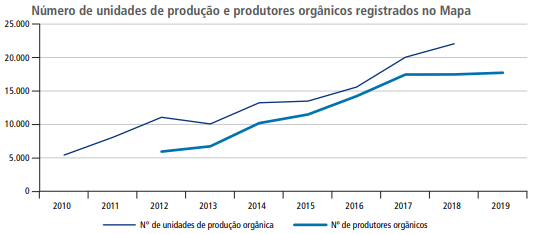 Número de unidades de produção e produtores orgânicos registrados no Mapa
25.000
20.000
15.000
10.000
5.000
0
2010 2011 2012 2013 2014 2015 2016 2017 2018 2019
Nº de unidades de produção orgânica Nº de produtores orgânicos